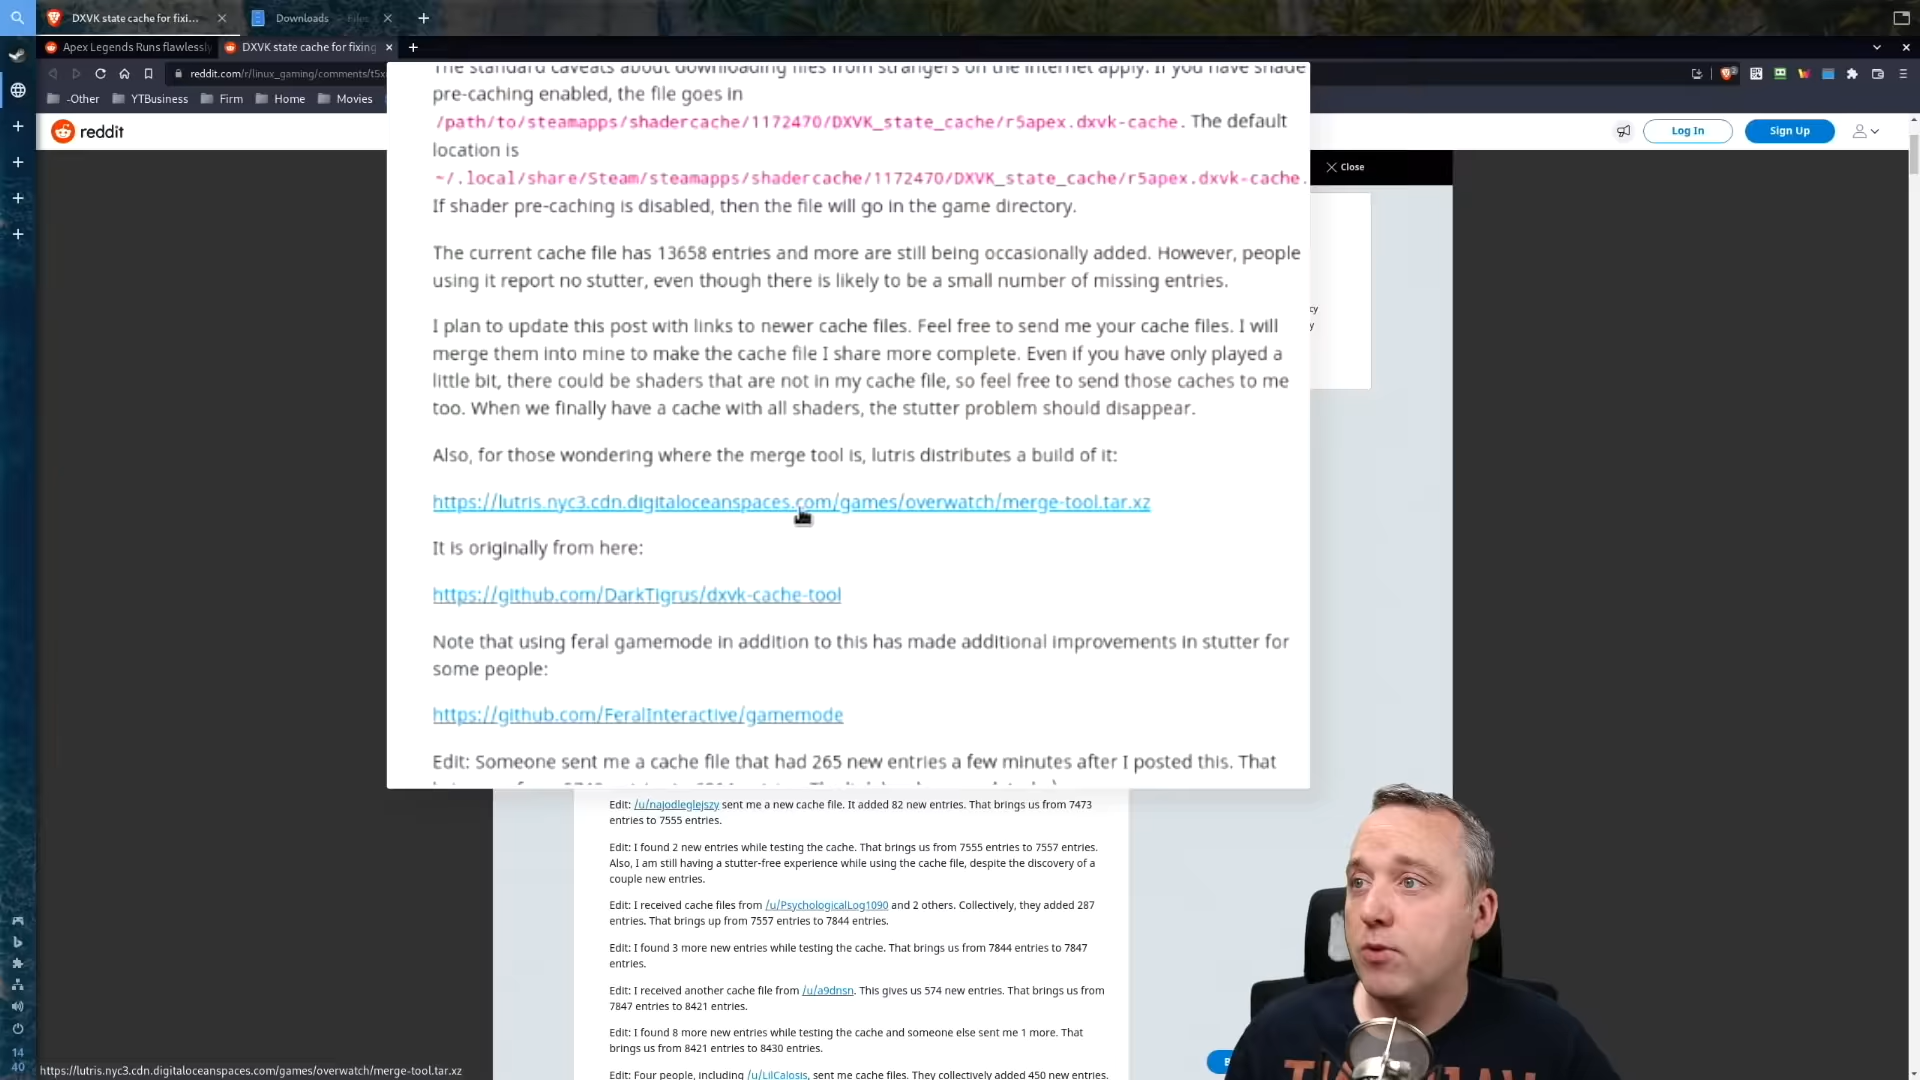 DXVK state cache for fixi...
Downloads - Files
Apex Legends Runs flawlessly
DXVK state cache for fixing
reddit.com/r/linux_gaming/comments/t5x
-Other
YTBusiness
Firm
Home
Movies
reddit
Log In
Sign Up
Close
The standard caveats about downloading files from strangers on the internet apply. If you have shade
pre-caching enabled, the file goes in
/path/to/steamapps/shadercache/1172470/DXVK_state_cache/r5apex.dxvk-cache. The default
location is
~/.local/share/Steam/steamapps/shadercache/1172470/DXVK_state_cache/r5apex.dxvk-cache.
If shader pre-caching is disabled, then the file will go in the game directory.
The current cache file has 13658 entries and more are still being occasionally added. However, people
using it report no stutter, even though there is likely to be a small number of missing entries.
cy
y
I plan to update this post with links to newer cache files. Feel free to send me your cache files. I will
merge them into mine to make the cache file I share more complete. Even if you have only played a
little bit, there could be shaders that are not in my cache file, so feel free to send those caches to me
too. When we finally have a cache with all shaders, the stutter problem should disappear.
Also, for those wondering where the merge tool is, lutris distributes a build of it:
https://lutris.nyc3.cdn.digitaloceanspaces.com/games/overwatch/merge-tool.tar.xz
It is originally from here:
https://github.com/DarkTigrus/dxvk-cache-tool
Note that using feral gamemode in addition to this has made additional improvements in stutter for
some people:
https://github.com/FeralInteractive/gamemode
Edit: Someone sent me a cache file that had 265 new entries a few minutes after I posted this. That
Edit: /u/najodleglejszy sent me a new cache file. It added 82 new entries. That brings us from 7473
entries to 7555 entries.
Edit: I found 2 new entries while testing the cache. That brings us from 7555 entries to 7557 entries.
Also, I am still having a stutter-free experience while using the cache file, despite the discovery of a
couple new entries.
Edit: I received cache files from /u/PsychologicalLog1090 and 2 others. Collectively, they added 287
entries. That brings up from 7557 entries to 7844 entries.
Edit: I found 3 more new entries while testing the cache. That brings us from 7844 entries to 7847
entries.
Edit: I received another cache file from /u/a9dnsn. This gives us 574 new entries. That brings us from
7847 entries to 8421 entries.
Edit: I found 8 more new entries while testing the cache and someone else sent me 1 more. That
brings us from 8421 entries to 8430 entries.
Edit: Four people, including /u/LilCalosis, sent me cache files. They collectively added 450 new entries.
14
40
https://lutris.nyc3.cdn.digitaloceanspaces.com/games/overwatch/merge-tool.tar.xz